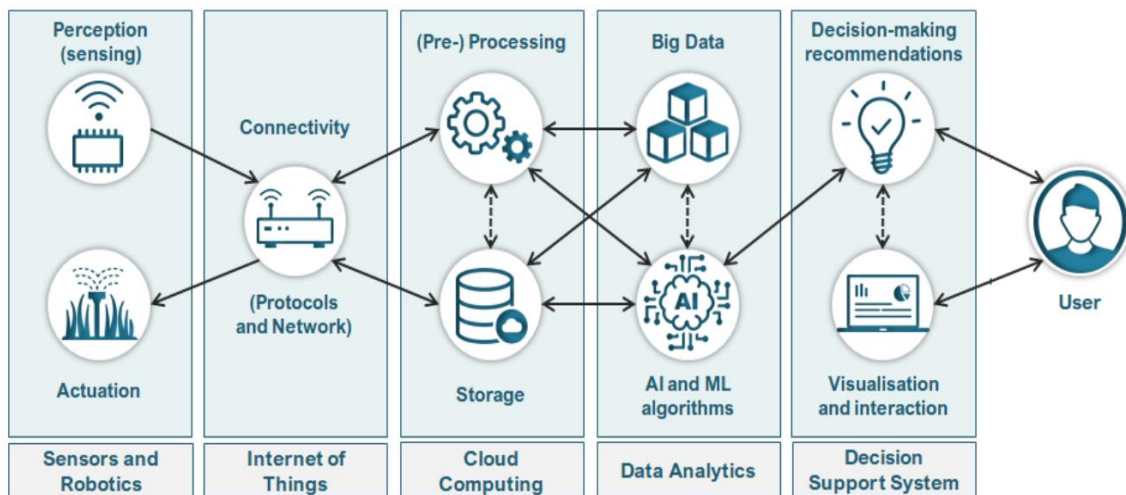 Perception
(sensing)
Actuation
Connectivity
(Protocols
and Network)
(Pre-) Processing
Storage
Big Data
AI
AI and ML
algorithms
Decision-making
recommendations
Visualisation
and interaction
User
Sensors and
Robotics
Internet of
Things
Cloud
Computing
Data Analytics
Decision
Support System